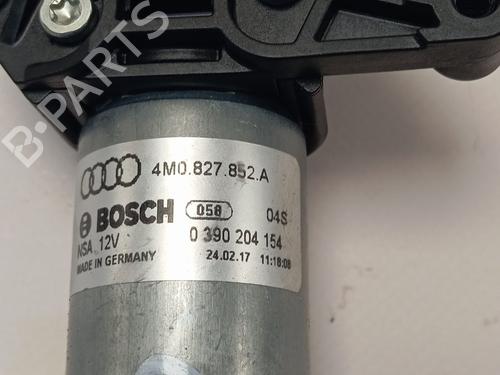 B-PARTS
4M0.827.852.A
BOSCH 058 04S
NSA 12V 0 390 204 154
MADE IN GERMANY 24.02.17 11:18:08